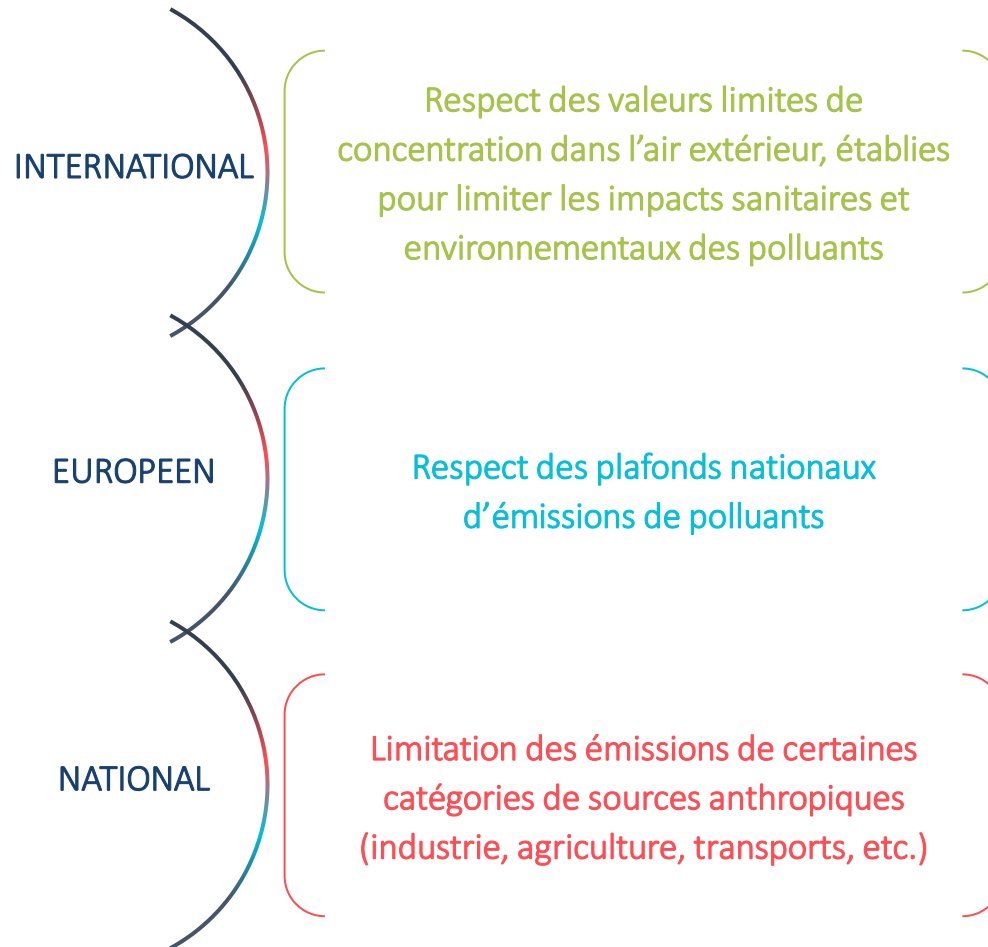 INTERNATIONAL
Respect des valeurs limites de
concentration dans l’air extérieur, établies
pour limiter les impacts sanitaires et
environnementaux des polluants
EUROPEEN
Respect des plafonds nationaux
d’émissions de polluants
NATIONAL
Limitation des émissions de certaines
catégories de sources anthropiques
(industrie, agriculture, transports, etc.)